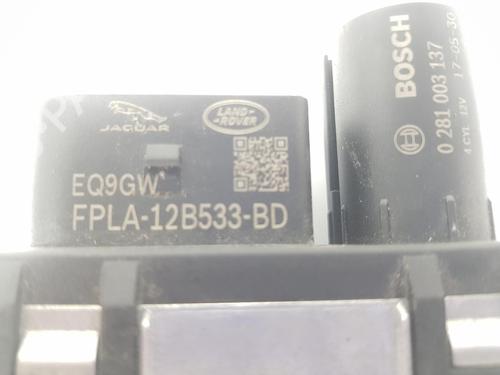 JAGUAR
LAND-
ROVER
EQ9GW
FPLA-12B533-BD
BOSCH
0 281 003 137
4 CYL. 12V
17-05-30